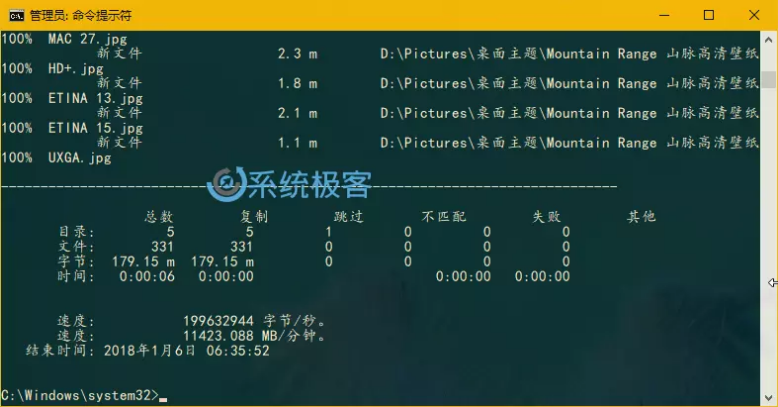 管理员: 命令提示符
100%  MAC 27.jpg
新文件  2.3 m  D:\Pictures\桌面主题\Mountain Range 山脉高清壁纸
100%  HD+.jpg
新文件  1.8 m  D:\Pictures\桌面主题\Mountain Range 山脉高清壁纸
100%  ETINA 13.jpg
新文件  2.1 m  D:\Pictures\桌面主题\Mountain Range 山脉高清壁纸
100%  ETINA 15.jpg
新文件  1.1 m  D:\Pictures\桌面主题\Mountain Range 山脉高清壁纸
100%  UXGA.jpg
系统极客
------------------------------------------------------------------------------
总数  复制  跳过  不匹配  失败  其他
目录:  5  5  1  0  0  0
文件:  331  331  0  0  0  0
字节:  179.15 m  179.15 m  0  0  0  0
时间:  0:00:06  0:00:00  0:00:00  0:00:00
速度:  199632944 字节/秒。
速度:  11423.088 MB/分钟。
结束时间: 2018年1月6日 06:35:52
C:\Windows\system32>